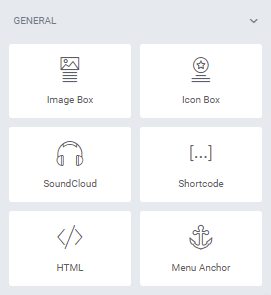 GENERAL
Image Box
Icon Box
SoundCloud
[...]
Shortcode
HTML
Menu Anchor